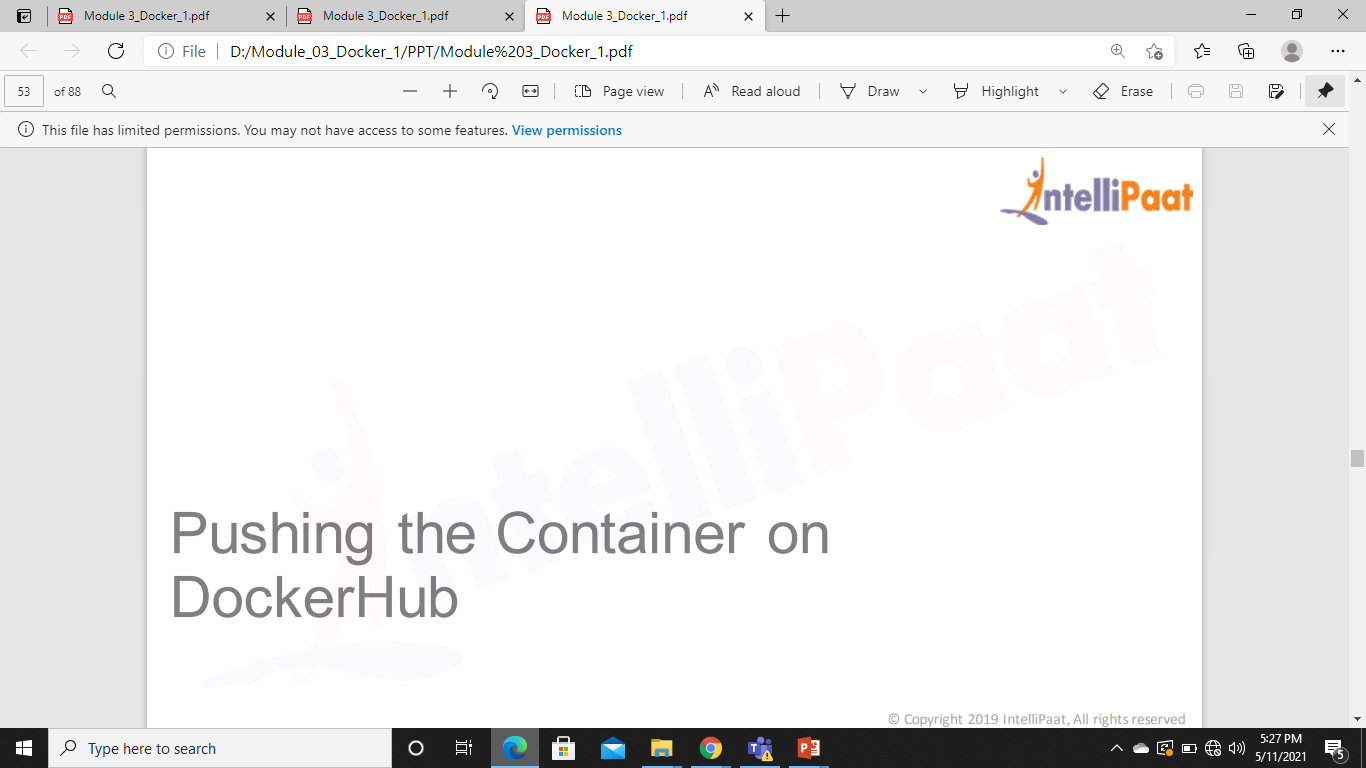 Module 3_Docker_1.pdf
Module 3_Docker_1.pdf
Module 3_Docker_1.pdf
File
D:/Module_03_Docker_1/PPT/Module%203_Docker_1.pdf
53 of 88
Page view
Read aloud
Draw
Highlight
Erase
This file has limited permissions. You may not have access to some features. View permissions
IntelliPaat
IntelliPaat
Pushing the Container on
DockerHub
© Copyright 2019 IntelliPaat, All rights reserved
Type here to search
5:27 PM
5/11/2021
5